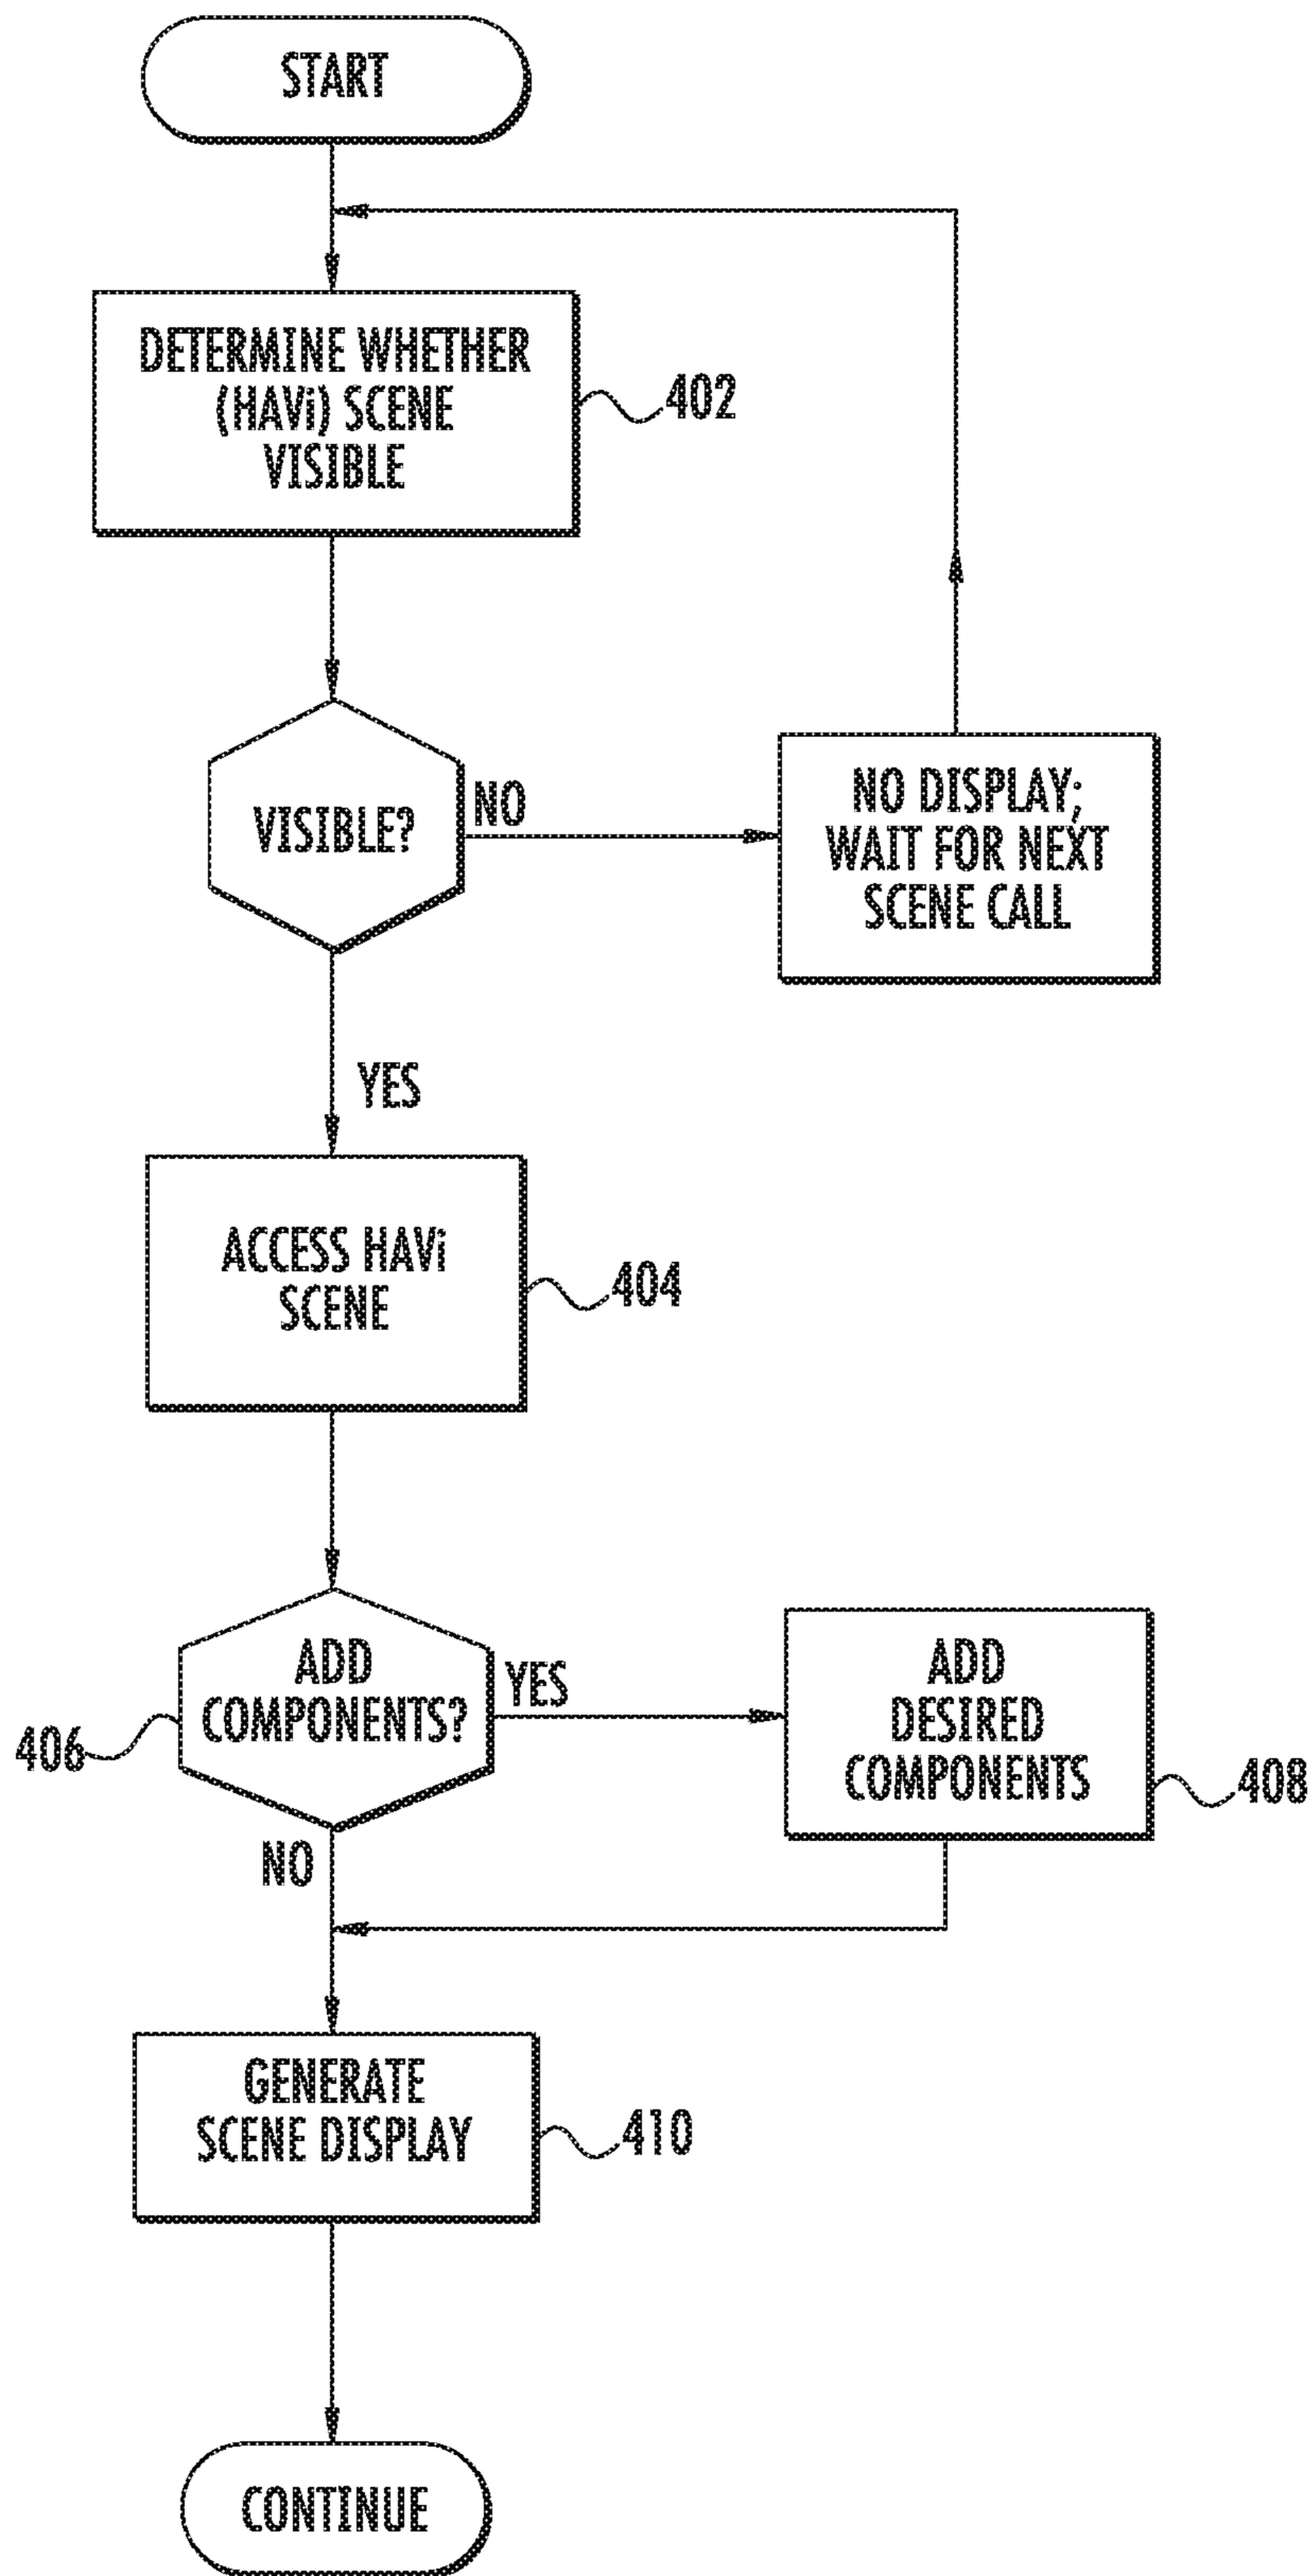 START
DETERMINE WHETHER
(HAVi) SCENE
VISIBLE
402
VISIBLE?
NO
NO DISPLAY;
WAIT FOR NEXT
SCENE CALL
YES
ACCESS HAVi
SCENE
404
ADD
COMPONENTS?
406
YES
ADD
DESIRED
COMPONENTS
408
NO
GENERATE
SCENE DISPLAY
410
CONTINUE